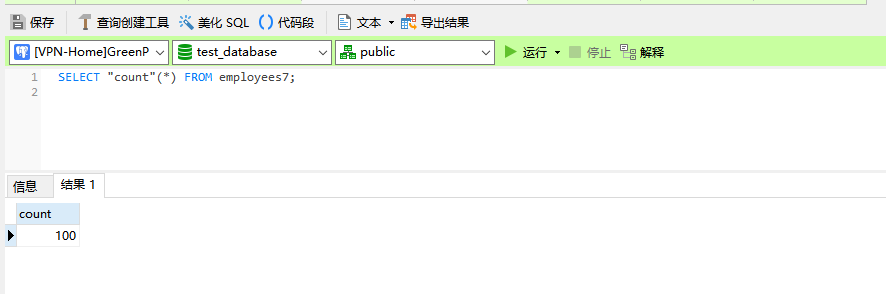 保存 查询创建工具 美化 SQL 代码段 文本 导出结果
[VPN-Home]GreenP test_database public 运行 停止 解释
1 SELECT "count"(*) FROM employees7;
2
信息 结果 1
count
100